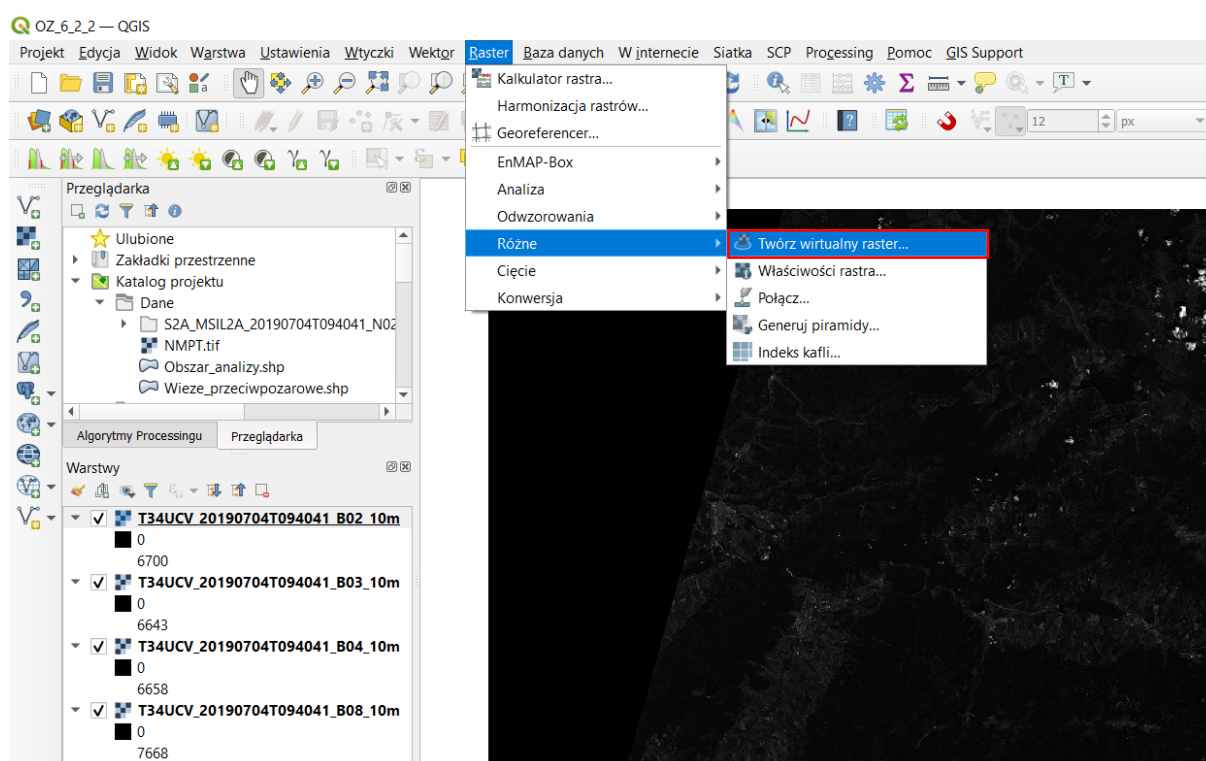 OZ_6_2_2 — QGIS
Projekt Edycja Widok Warstwa Ustawienia Wtyczki Wektor Raster Baza danych W internecie Siatka SCP Processing Pomoc GIS Support
Kalkulator rastra...
Harmonizacja rastrów...
Georeferencer...
EnMAP-Box
Analiza
Odwzorowania
Różne
Cięcie
Konwersja
Twórz wirtualny raster...
Właściwości rastra...
Połącz...
Generuj piramidy...
Indeks kafli...
12
px
Przeglądarka
Ulubione
Zakładki przestrzenne
Katalog projektu
Dane
S2A_MSIL2A_20190704T094041_N02
NMPT.tif
Obszar_analizy.shp
Wieze_przeciwpozarowe.shp
Algorytmy Processingu Przeglądarka
Warstwy
T34UCV_20190704T094041_B02_10m
0
6700
T34UCV_20190704T094041_B03_10m
0
6643
T34UCV_20190704T094041_B04_10m
0
6658
T34UCV_20190704T094041_B08_10m
0
7668